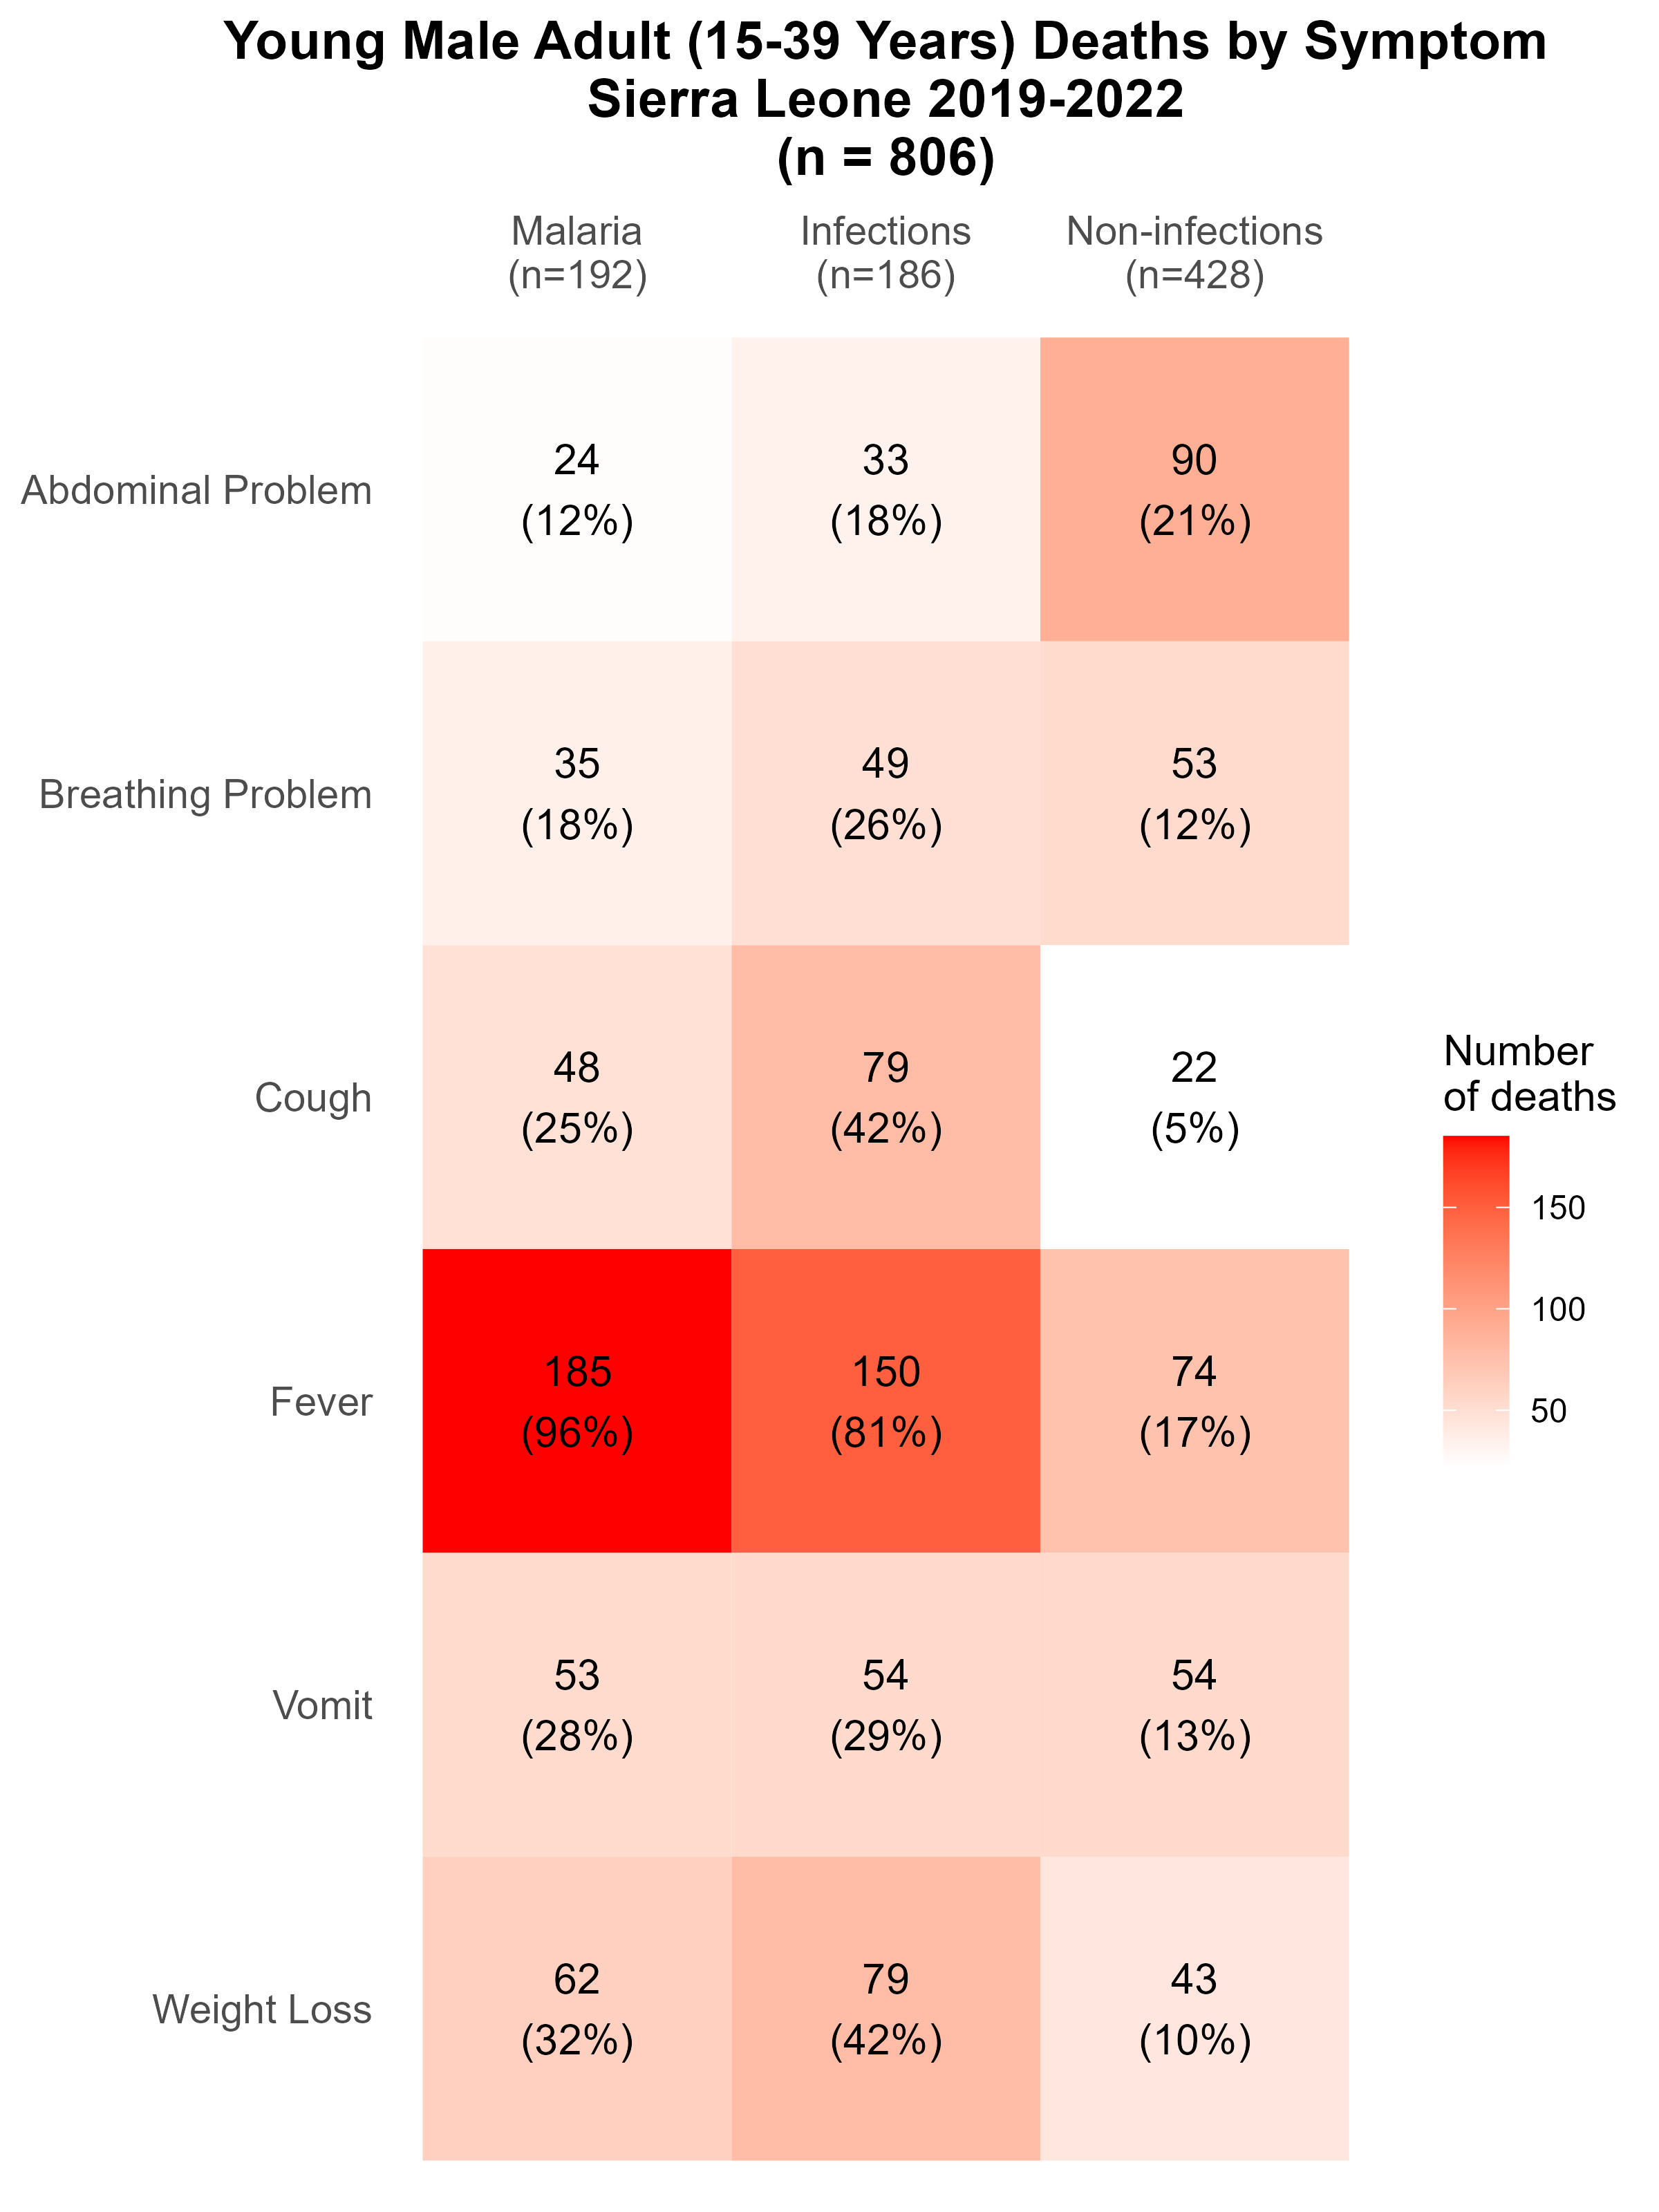 Young Male Adult (15-39 Years) Deaths by Symptom
Sierra Leone 2019-2022
(n = 806)
Malaria
(n=192)
Infections
(n=186)
Non-infections
(n=428)
Abdominal Problem
24
(12%)
33
(18%)
90
(21%)
Breathing Problem
35
(18%)
49
(26%)
53
(12%)
Cough
48
(25%)
79
(42%)
22
(5%)
Fever
185
(96%)
150
(81%)
74
(17%)
Vomit
53
(28%)
54
(29%)
54
(13%)
Weight Loss
62
(32%)
79
(42%)
43
(10%)
Number
of deaths
150
100
50